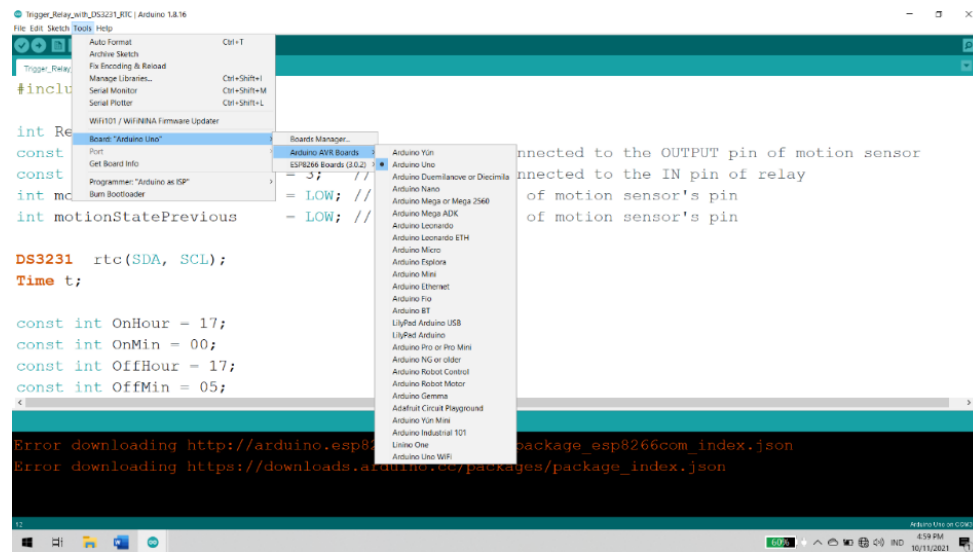 Trigger_Relay_with_DS3231_RTC | Arduino 1.8.16
File Edit Sketch Tools Help
Auto Format Ctrl+T
Archive Sketch
Fix Encoding & Reload
Manage Libraries... Ctrl+Shift+I
Serial Monitor Ctrl+Shift+M
Serial Plotter Ctrl+Shift+L
WiFi101 / WiFiNINA Firmware Updater
Board: "Arduino Uno"
Port
Get Board Info
Programmer: "Arduino as ISP"
Burn Bootloader
Boards Manager...
Arduino AVR Boards
ESP8266 Boards (3.0.2)
Arduino Yún
Arduino Uno
Arduino Duemilanove or Diecimila
Arduino Nano
Arduino Mega or Mega 2560
Arduino Mega ADK
Arduino Leonardo
Arduino Leonardo ETH
Arduino Micro
Arduino Esplora
Arduino Mini
Arduino Ethernet
Arduino Fio
Arduino BT
LilyPad Arduino USB
LilyPad Arduino
Arduino Pro or Pro Mini
Arduino NG or older
Arduino Robot Control
Arduino Robot Motor
Arduino Gemma
Adafruit Circuit Playground
Arduino Yún Mini
Arduino Industrial 101
Linino One
Arduino Uno WiFi
Trigger_Relay
#inclu
int Re
const nnected to the OUTPUT pin of motion sensor
const = 3; // nnected to the IN pin of relay
int mo = LOW; // of motion sensor's pin
int motionStatePrevious = LOW; // of motion sensor's pin
DS3231 rtc(SDA, SCL);
Time t;
const int OnHour = 17;
const int OnMin = 00;
const int OffHour = 17;
const int OffMin = 05;
Error downloading http://arduino.esp82 package_esp8266com_index.json
Error downloading https://downloads.arduino.cc/packages/package_index.json
12
Arduino Uno on COM3
60%
IND
4:59 PM
10/11/2021